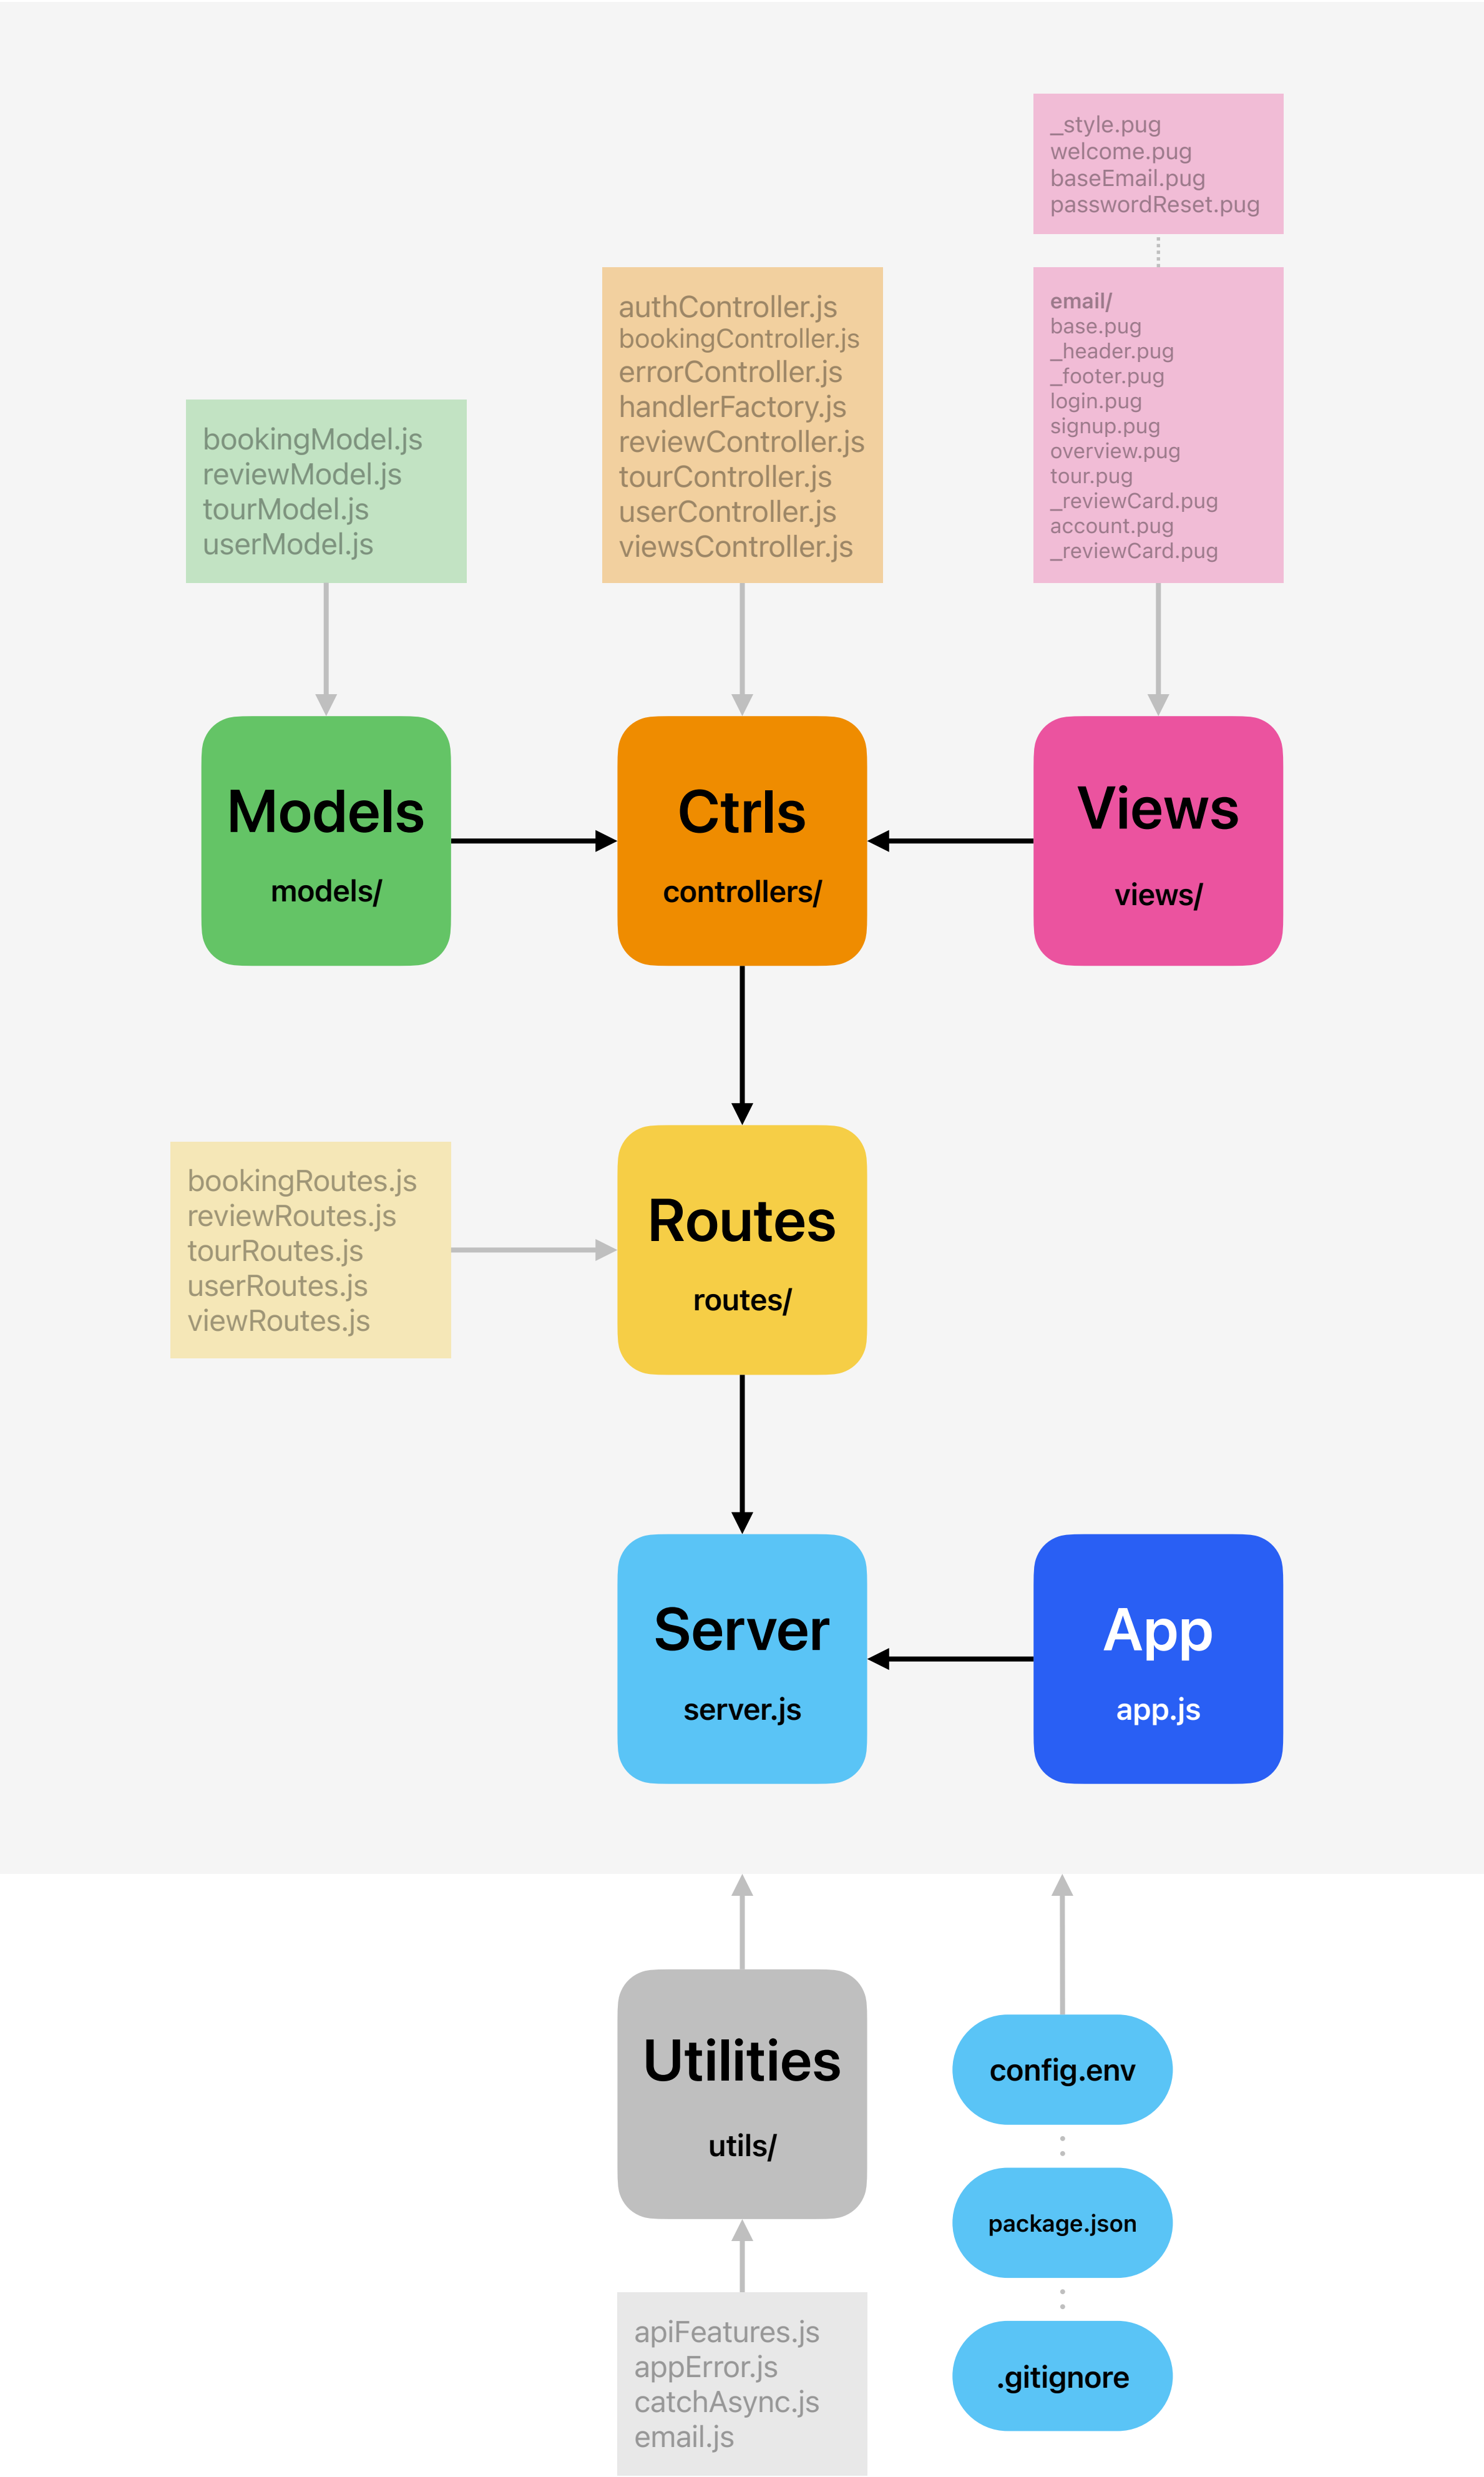 _style.pug
welcome.pug
baseEmail.pug
passwordReset.pug
email/
base.pug
_header.pug
_footer.pug
login.pug
signup.pug
overview.pug
tour.pug
_reviewCard.pug
account.pug
_reviewCard.pug
authController.js
bookingController.js
errorController.js
handlerFactory.js
reviewController.js
tourController.js
userController.js
viewsController.js
bookingModel.js
reviewModel.js
tourModel.js
userModel.js
Models
models/
Ctrls
controllers/
Views
views/
bookingRoutes.js
reviewRoutes.js
tourRoutes.js
userRoutes.js
viewRoutes.js
Routes
routes/
Server
server.js
App
app.js
Utilities
utils/
config.env
package.json
.gitignore
apiFeatures.js
appError.js
catchAsync.js
email.js